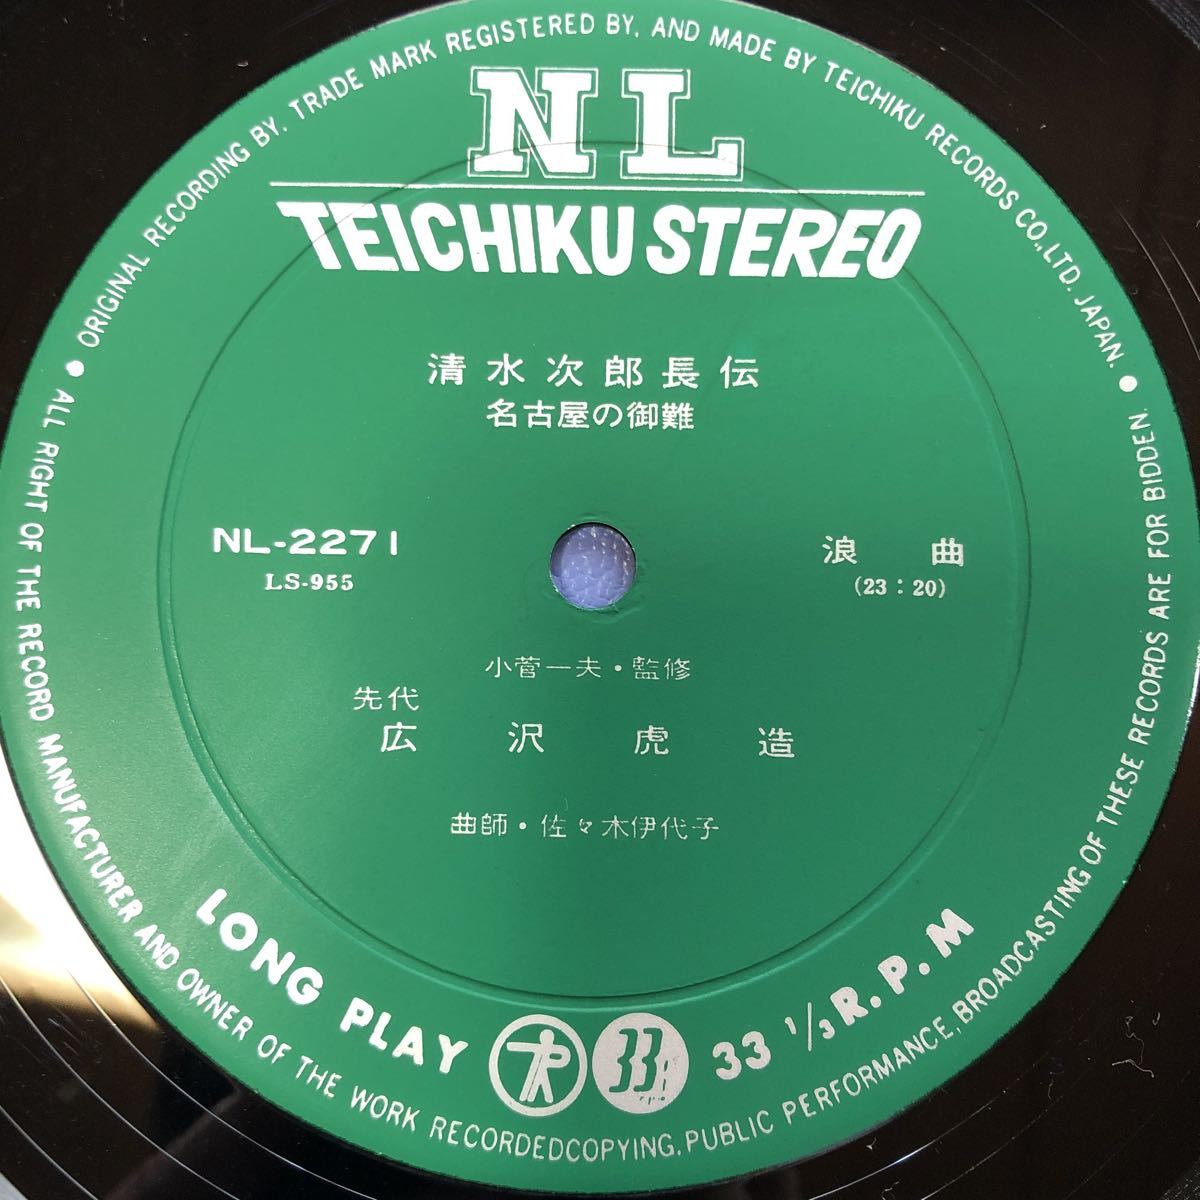 ORIGINAL RECORDING BY, TRADE MARK REGISTERED BY, AND MADE BY TEICHIKU RECORDS CO., LTD. JAPAN.
NL
TEICHIKU STEREO
清水次郎長伝
名古屋の御難
NL-2271
LS-955
浪曲
(23:20)
小菅一夫・監修
先代
広沢虎造
曲師・佐々木伊代子
LONG PLAY
33 1/3 R.P.M
ALL RIGHT OF THE RECORD MANUFACTURER AND OWNER OF THE WORK RECORDEDCOPYING, PUBLIC PERFORMANCE, BROADCASTING OF THESE RECORDS ARE FOR BIDDEN.